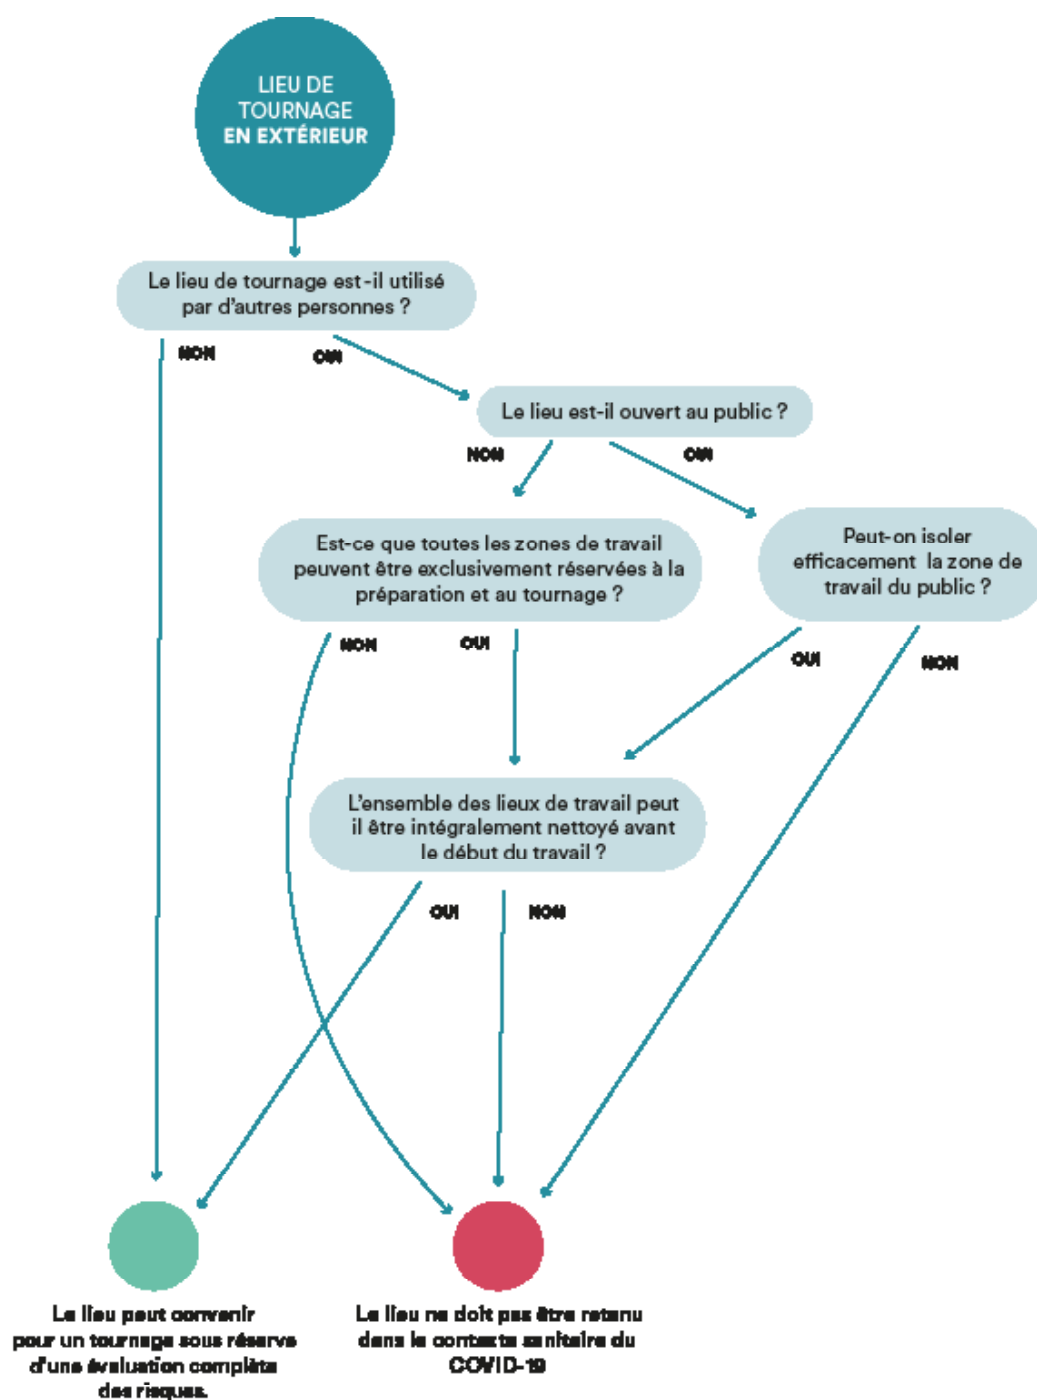 LIEU DE
TOURNAGE
EN EXTÉRIEUR
Le lieu de tournage est-il utilisé
par d'autres personnes ?
NON
OUI
Le lieu est-il ouvert au public ?
NON
OUI
Est-ce que toutes les zones de travail
peuvent être exclusivement réservées à la
préparation et au tournage ?
Peut-on isoler
efficacement la zone de
travail du public ?
NON
OUI
OUI
NON
L'ensemble des lieux de travail peut
il être intégralement nettoyé avant
le début du travail ?
OUI
NON
Le lieu peut convenir
pour un tournage sous réserve
d'une évaluation complète
des risques.
Le lieu ne doit pas être retenu
dans le contexte sanitaire du
COVID-19